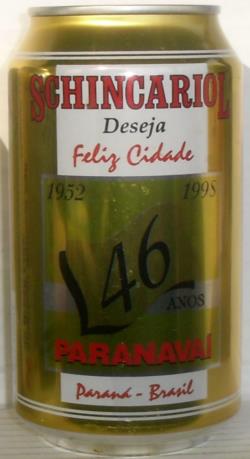 SCHINCARIOL
Deseja
Feliz Cidade
1952 1998
46
ANOS
PARANAVAÍ
Paraná - Brasil